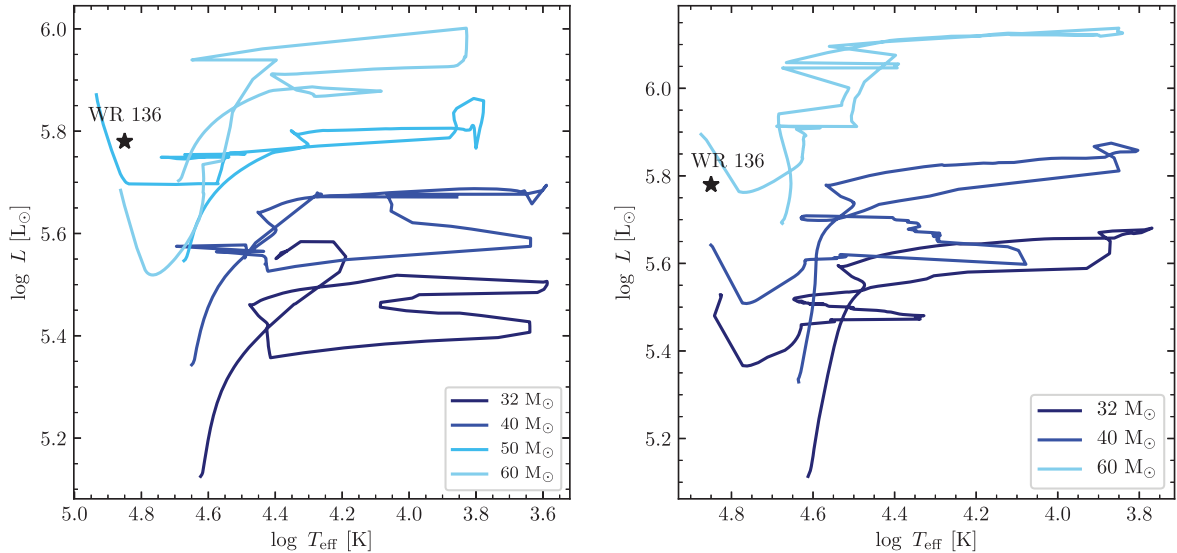 6.0
5.8
5.6
5.4
5.2
log L [L⊙]
5.0 4.8 4.6 4.4 4.2 4.0 3.8 3.6
log Teff [K]
WR 136
32 M⊙
40 M⊙
50 M⊙
60 M⊙
6.0
5.8
5.6
5.4
5.2
log L [L⊙]
4.8 4.6 4.4 4.2 4.0 3.8
log Teff [K]
WR 136
32 M⊙
40 M⊙
60 M⊙